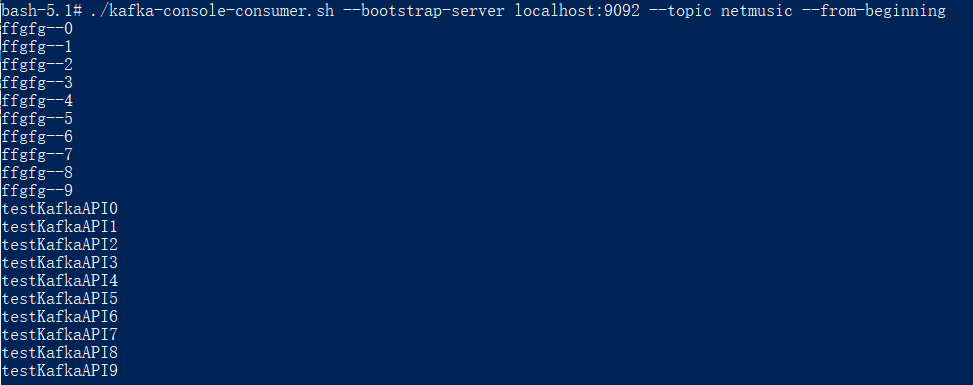 bash-5.1# ./kafka-console-consumer.sh --bootstrap-server localhost:9092 --topic netmusic --from-beginning
ffgfg--0
ffgfg--1
ffgfg--2
ffgfg--3
ffgfg--4
ffgfg--5
ffgfg--6
ffgfg--7
ffgfg--8
ffgfg--9
testKafkaAPI0
testKafkaAPI1
testKafkaAPI2
testKafkaAPI3
testKafkaAPI4
testKafkaAPI5
testKafkaAPI6
testKafkaAPI7
testKafkaAPI8
testKafkaAPI9